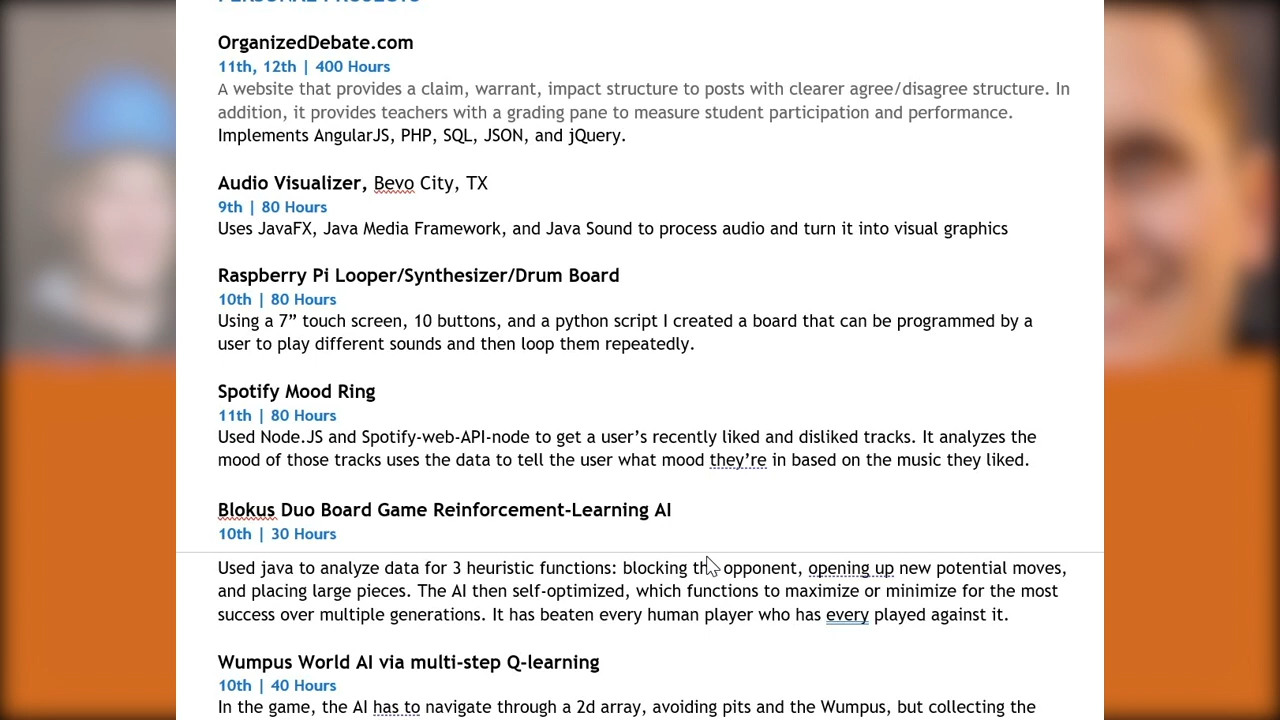 OrganizedDebate.com
11th, 12th | 400 Hours
A website that provides a claim, warrant, impact structure to posts with clearer agree/disagree structure. In
addition, it provides teachers with a grading pane to measure student participation and performance.
Implements AngularJS, PHP, SQL, JSON, and jQuery.
Audio Visualizer, Bevo City, TX
9th | 80 Hours
Uses JavaFX, Java Media Framework, and Java Sound to process audio and turn it into visual graphics
Raspberry Pi Looper/Synthesizer/Drum Board
10th | 80 Hours
Using a 7” touch screen, 10 buttons, and a python script I created a board that can be programmed by a
user to play different sounds and then loop them repeatedly.
Spotify Mood Ring
11th | 80 Hours
Used Node.JS and Spotify-web-API-node to get a user’s recently liked and disliked tracks. It analyzes the
mood of those tracks uses the data to tell the user what mood they’re in based on the music they liked.
Blokus Duo Board Game Reinforcement-Learning AI
10th | 30 Hours
Used java to analyze data for 3 heuristic functions: blocking the opponent, opening up new potential moves,
and placing large pieces. The AI then self-optimized, which functions to maximize or minimize for the most
success over multiple generations. It has beaten every human player who has every played against it.
Wumpus World AI via multi-step Q-learning
10th | 40 Hours
In the game, the AI has to navigate through a 2d array, avoiding pits and the Wumpus, but collecting the